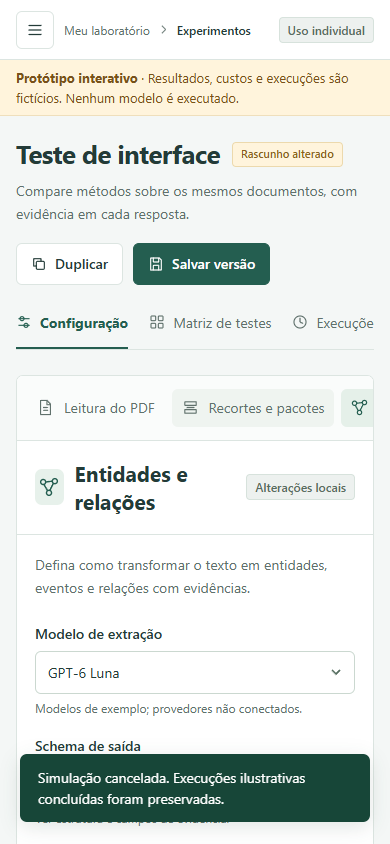 Meu laboratório > Experimentos Uso individual
Protótipo interativo · Resultados, custos e execuções são
fictícios. Nenhum modelo é executado.
Teste de interface Rascunho alterado
Compare métodos sobre os mesmos documentos, com
evidência em cada resposta.
Duplicar Salvar versão
Configuração Matriz de testes Execuçõe
Leitura do PDF Recortes e pacotes
Entidades e
relações
Alterações locais
Defina como transformar o texto em entidades,
eventos e relações com evidências.
Modelo de extração
GPT-6 Luna
Modelos de exemplo; provedores não conectados.
Schema de saída
Simulação cancelada. Execuções ilustrativas
concluídas foram preservadas.